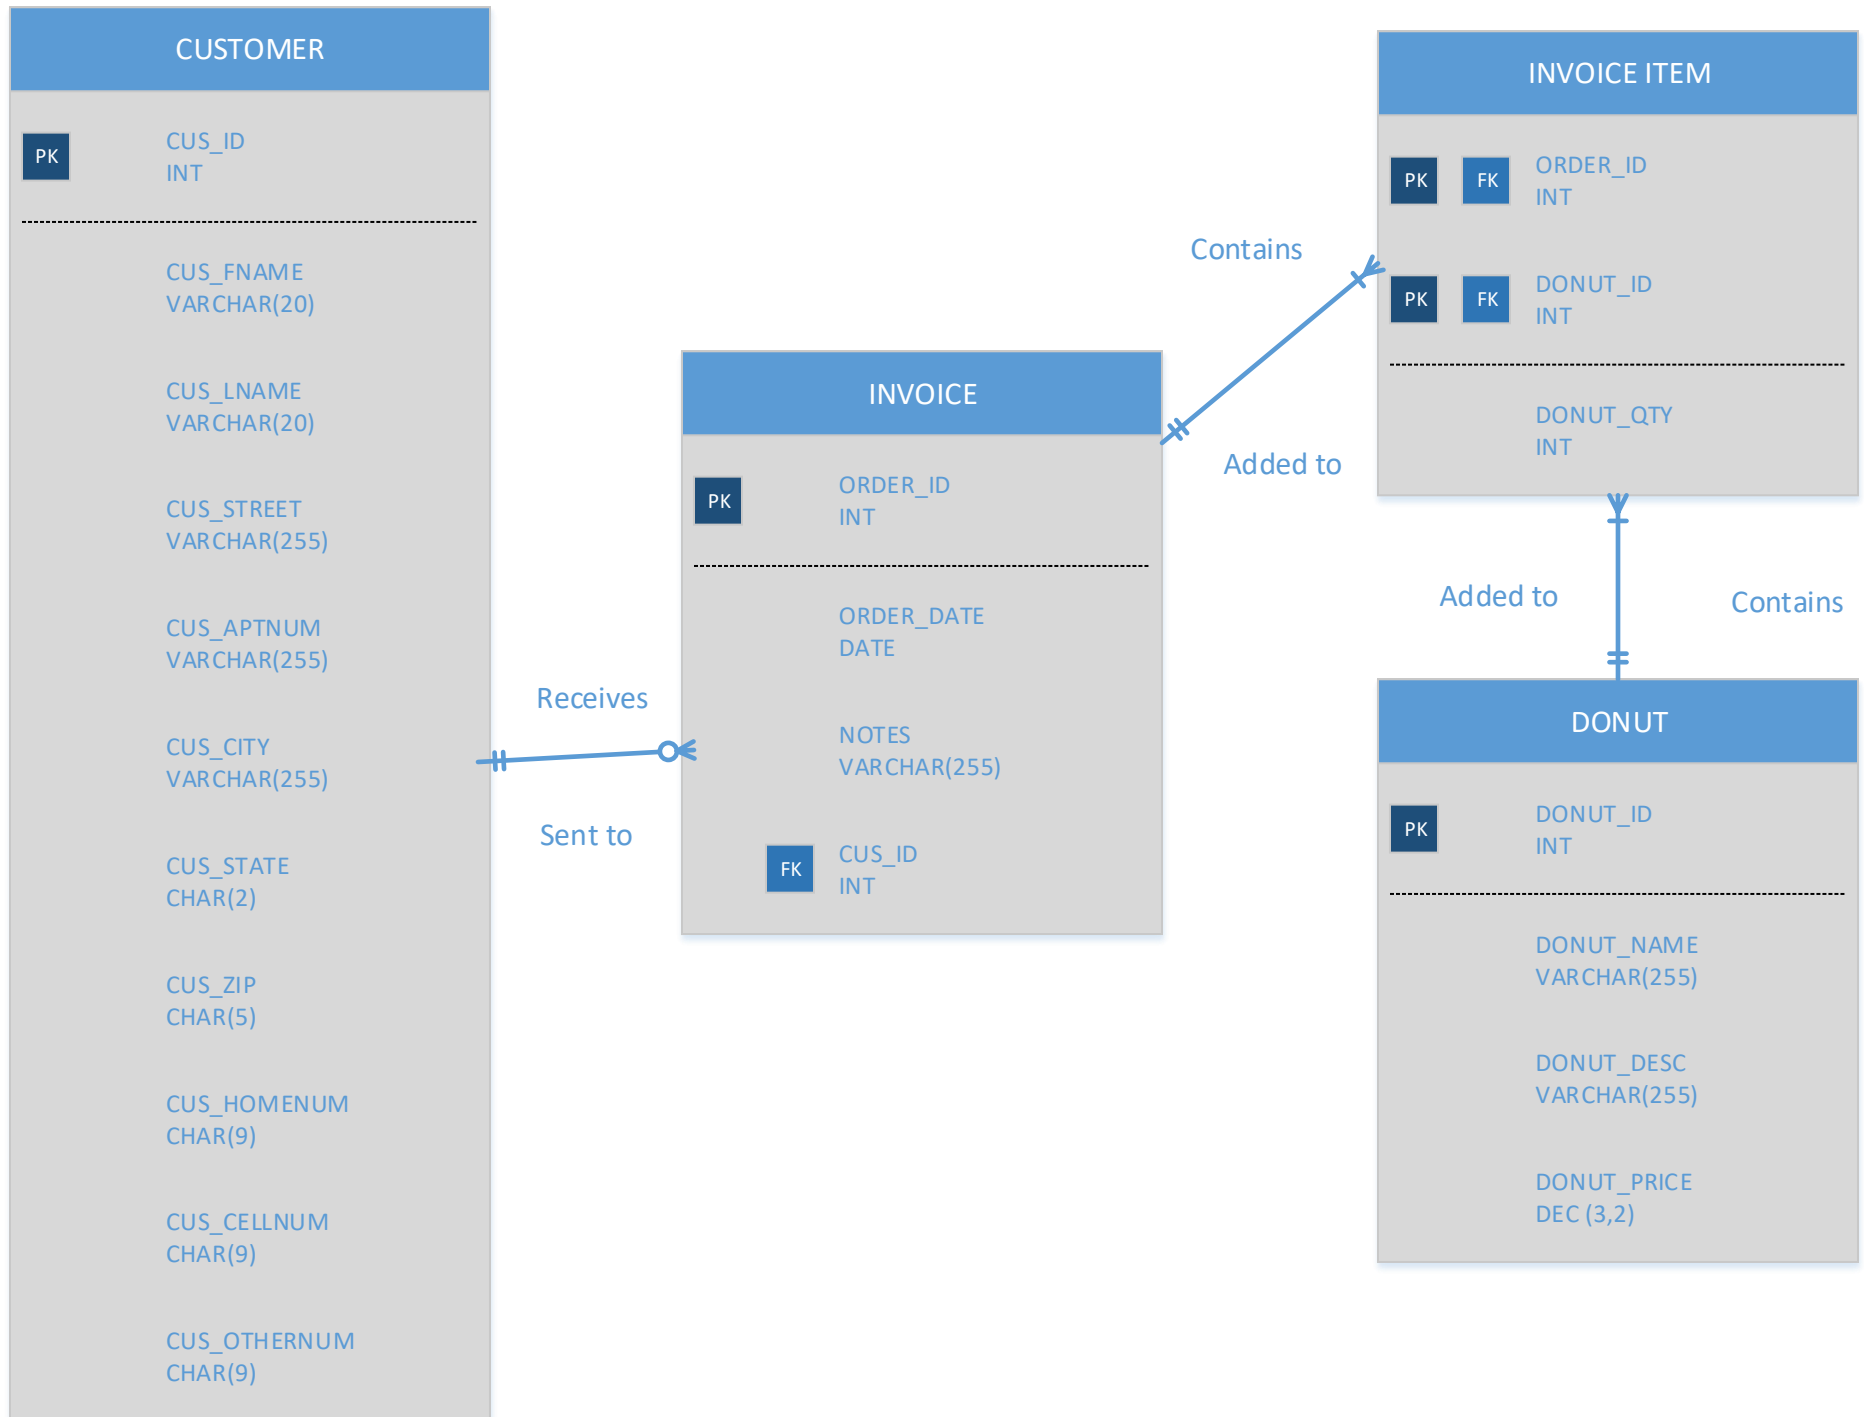 CUSTOMER
PK
CUS_ID
INT
CUS_FNAME
VARCHAR(20)
CUS_LNAME
VARCHAR(20)
CUS_STREET
VARCHAR(255)
CUS_APTNUM
VARCHAR(255)
CUS_CITY
VARCHAR(255)
CUS_STATE
CHAR(2)
CUS_ZIP
CHAR(5)
CUS_HOMENUM
CHAR(9)
CUS_CELLNUM
CHAR(9)
CUS_OTHERNUM
CHAR(9)
Receives
Sent to
INVOICE
PK
ORDER_ID
INT
ORDER_DATE
DATE
NOTES
VARCHAR(255)
FK
CUS_ID
INT
Contains
Added to
INVOICE ITEM
PK FK
ORDER_ID
INT
PK FK
DONUT_ID
INT
DONUT_QTY
INT
Added to
Contains
DONUT
PK
DONUT_ID
INT
DONUT_NAME
VARCHAR(255)
DONUT_DESC
VARCHAR(255)
DONUT_PRICE
DEC (3,2)